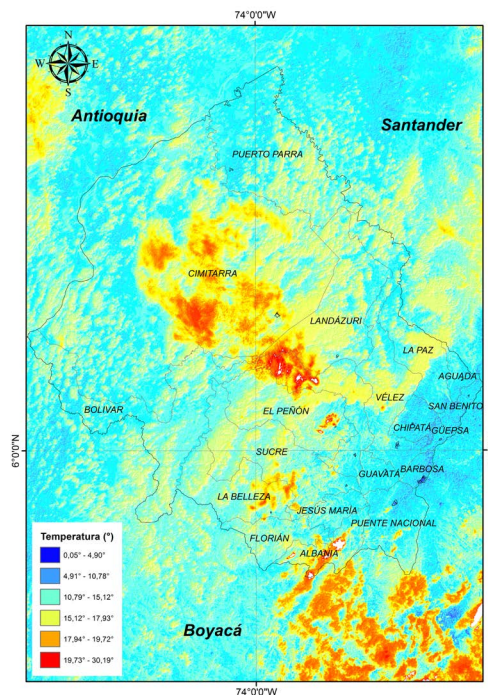 74°0'0"W
N
W
E
S
Antioquia
Santander
PUERTO PARRA
CIMITARRA
LANDÁZURI
LA PAZ
AGUADA
BOLIVAR
VÉLEZ
SAN BENITO
EL PEÑÓN
CHIPATÁ
GÜEPSA
6°0'0"N
SUCRE
GUAVATÁ
BARBOSA
LA BELLEZA
JESÚS MARÍA
PUENTE NACIONAL
FLORIÁN
ALBANIA
Temperatura (°)
0,05° - 4,90°
4,91° - 10,78°
10,79° - 15,12°
15,12° - 17,93°
17,94° - 19,72°
19,73° - 30,19°
Boyacá
74°0'0"W